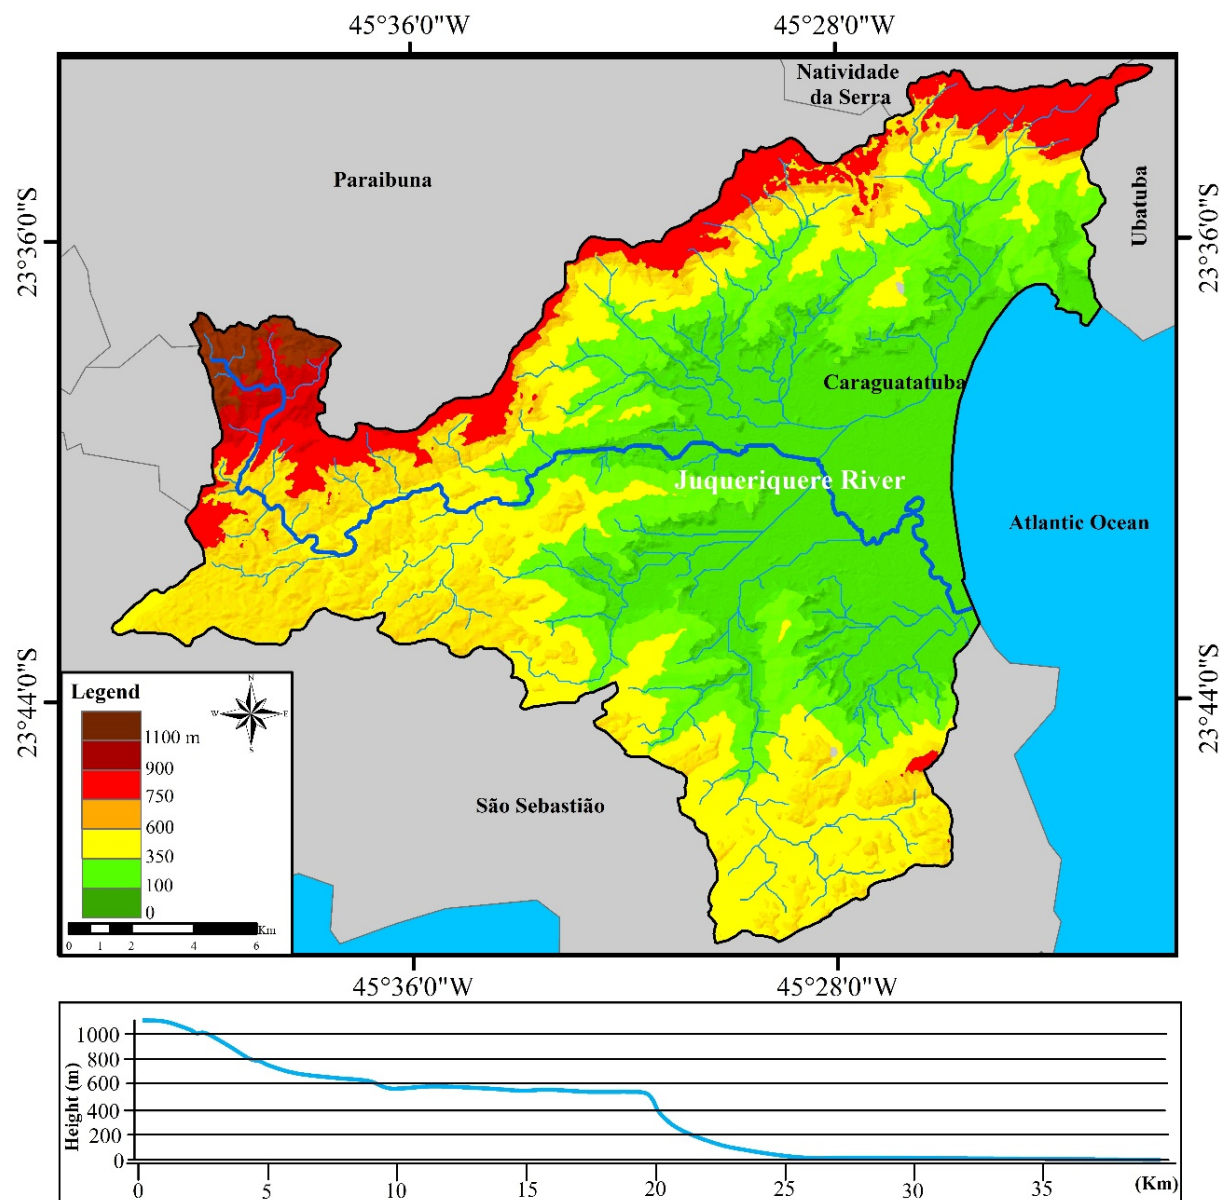 45°36'0"W
45°28'0"W
Natividade
da Serra
Paraibuna
Ubatuba
23°36'0"S
23°36'0"S
Caraguatatuba
Juqueriquere River
Atlantic Ocean
23°44'0"S
23°44'0"S
Legend
N
W
E
S
1100 m
900
750
600
350
100
0
Km
0 1 2 4 6
São Sebastião
45°36'0"W
45°28'0"W
Height (m)
1000
800
600
400
200
0
0 5 10 15 20 25 30 35 (Km)